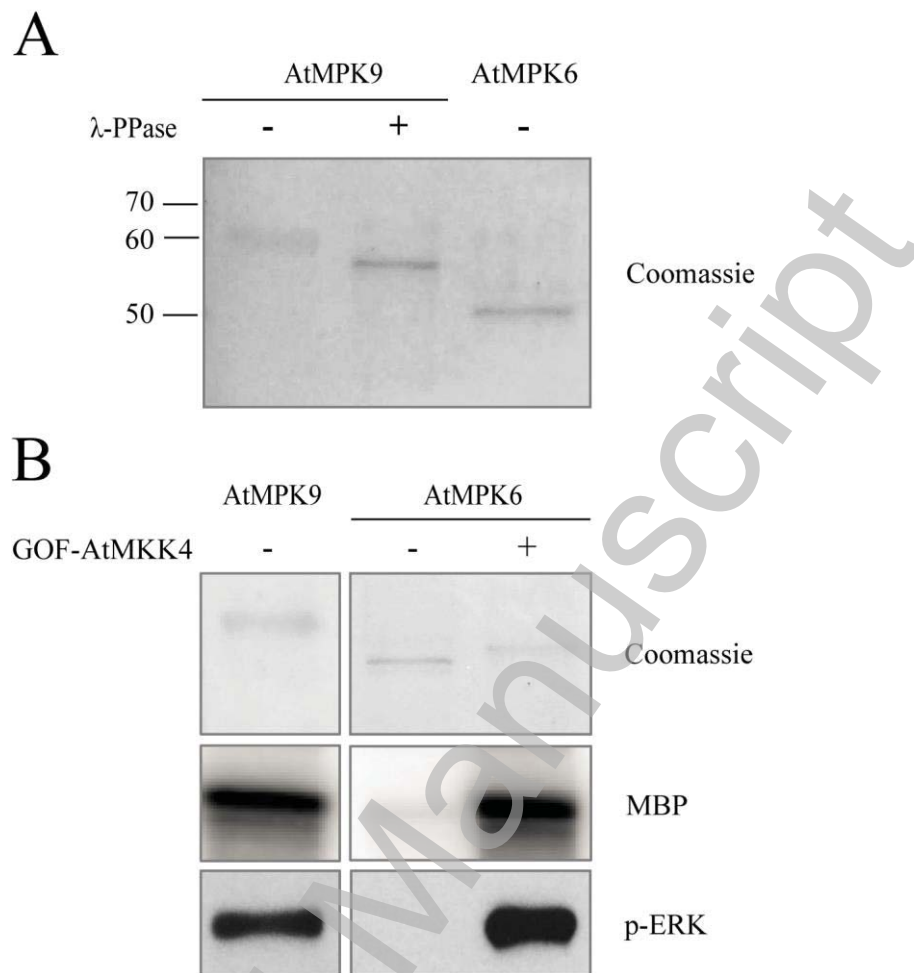 A
AtMPK9 AtMPK6
λ-PPase - + -
70
60
50
Coomassie
B
AtMPK9 AtMPK6
GOF-AtMKK4 - - +
Coomassie
MBP
p-ERK
Manuscript